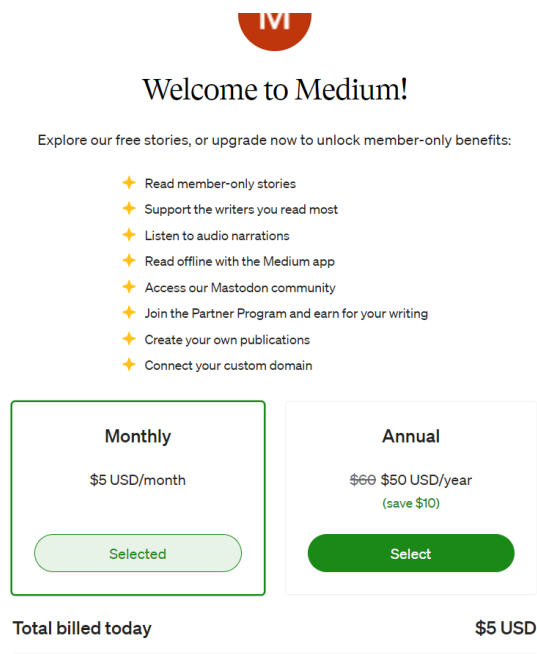 M
Welcome to Medium!
Explore our free stories, or upgrade now to unlock member-only benefits:
Read member-only stories
Support the writers you read most
Listen to audio narrations
Read offline with the Medium app
Access our Mastodon community
Join the Partner Program and earn for your writing
Create your own publications
Connect your custom domain
Monthly
$5 USD/month
Selected
Annual
$60 $50 USD/year
(save $10)
Select
Total billed today $5 USD